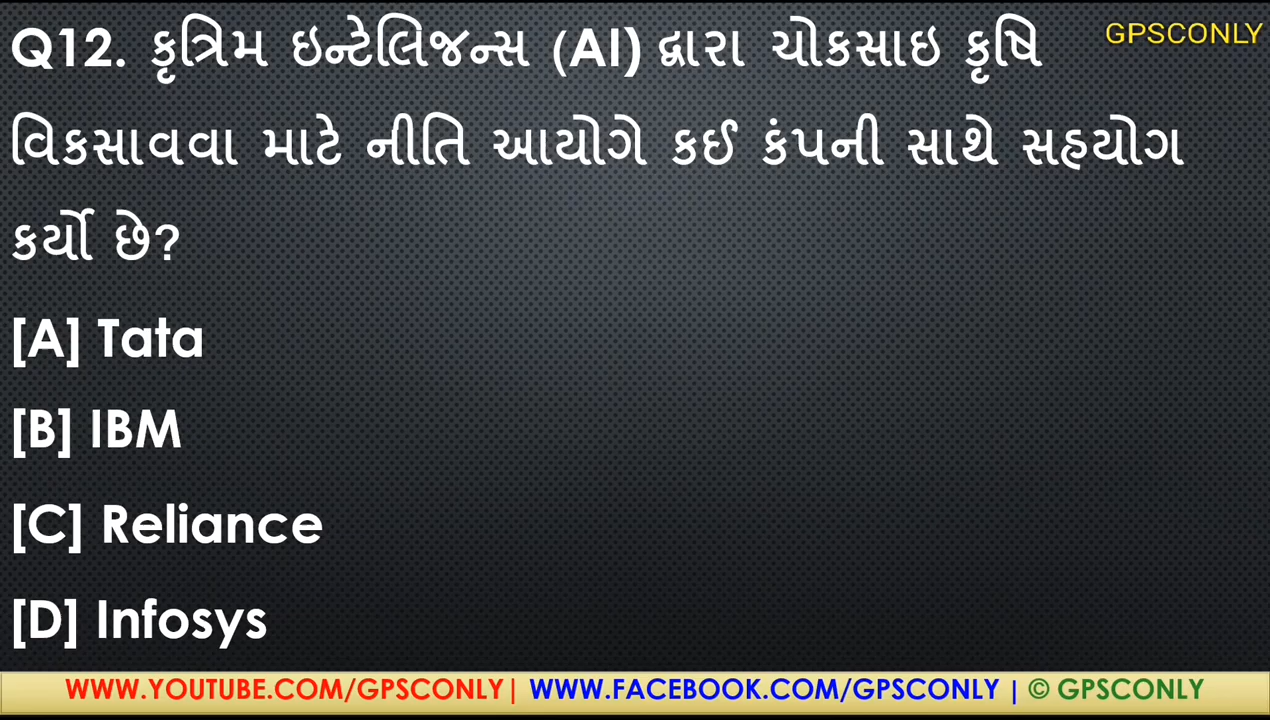 GPSCONLY
Q12. કૃત્રિમ ઇન્ટેલિજન્સ (AI) દ્વારા ચોકસાઇ કૃષિ
વિકસાવવા માટે નીતિ આયોગે કઈ કંપની સાથે સહયોગ
કર્યો છે?
[A] Tata
[B] IBM
[C] Reliance
[D] Infosys
WWW.YOUTUBE.COM/GPSCONLY| WWW.FACEBOOK.COM/GPSCONLY | © GPSCONLY